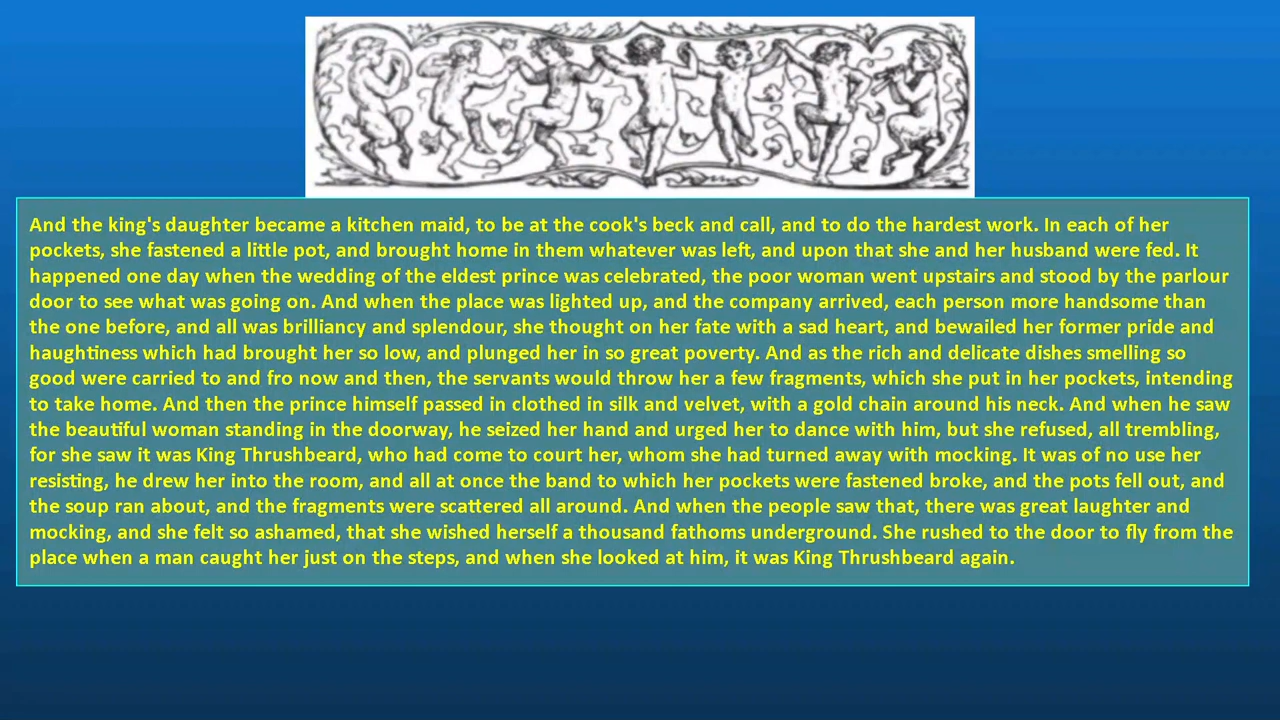 And the king's daughter became a kitchen maid, to be at the cook's beck and call, and to do the hardest work. In each of her
pockets, she fastened a little pot, and brought home in them whatever was left, and upon that she and her husband were fed. It
happened one day when the wedding of the eldest prince was celebrated, the poor woman went upstairs and stood by the parlour
door to see what was going on. And when the place was lighted up, and the company arrived, each person more handsome than
the one before, and all was brilliancy and splendour, she thought on her fate with a sad heart, and bewailed her former pride and
haughtiness which had brought her so low, and plunged her in so great poverty. And as the rich and delicate dishes smelling so
good were carried to and fro now and then, the servants would throw her a few fragments, which she put in her pockets, intending
to take home. And then the prince himself passed in clothed in silk and velvet, with a gold chain around his neck. And when he saw
the beautiful woman standing in the doorway, he seized her hand and urged her to dance with him, but she refused, all trembling,
for she saw it was King Thrushbeard, who had come to court her, whom she had turned away with mocking. It was of no use her
resisting, he drew her into the room, and all at once the band to which her pockets were fastened broke, and the pots fell out, and
the soup ran about, and the fragments were scattered all around. And when the people saw that, there was great laughter and
mocking, and she felt so ashamed, that she wished herself a thousand fathoms underground. She rushed to the door to fly from the
place when a man caught her just on the steps, and when she looked at him, it was King Thrushbeard again.